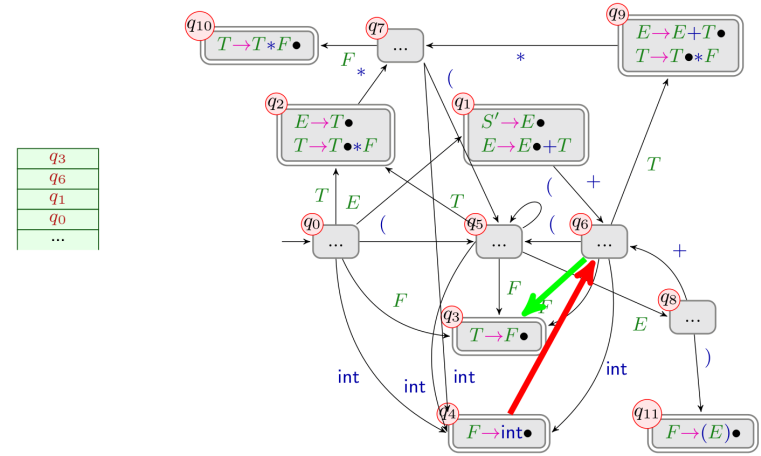 q10
T→T*F●
q7
...
q9
E→E+T●
T→T●*F
F
*
*
(
q2
E→T●
T→T●*F
q1
S′→E●
E→E●+T
q3
q6
q1
q0
...
T
E
T
(
+
T
q0
...
(
q5
...
(
q6
...
+
F
F
F
E
q8
...
q3
T→F●
)
int
int
int
int
q4
F→int●
q11
F→(E)●